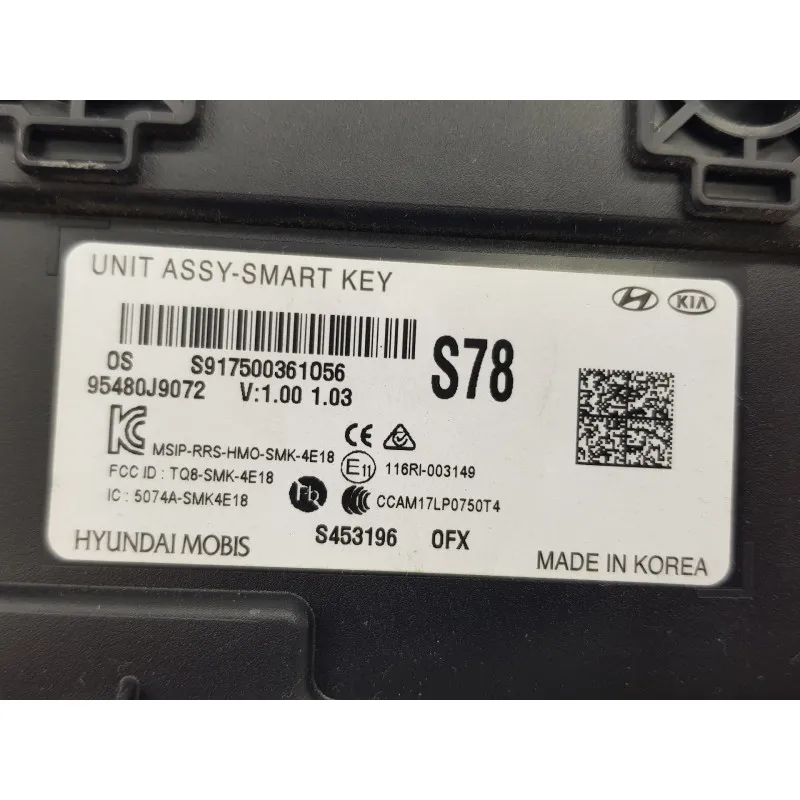 UNIT ASSY-SMART KEY
KIA
OS S917500361056
95480J9072 V:1.00 1.03
S78
MSIP-RRS-HMO-SMK-4E18
CE
FCC ID : TQ8-SMK-4E18
E11 116RI-003149
IC : 5074A-SMK4E18
CCAM17LP0750T4
HYUNDAI MOBIS
S453196 0FX
MADE IN KOREA